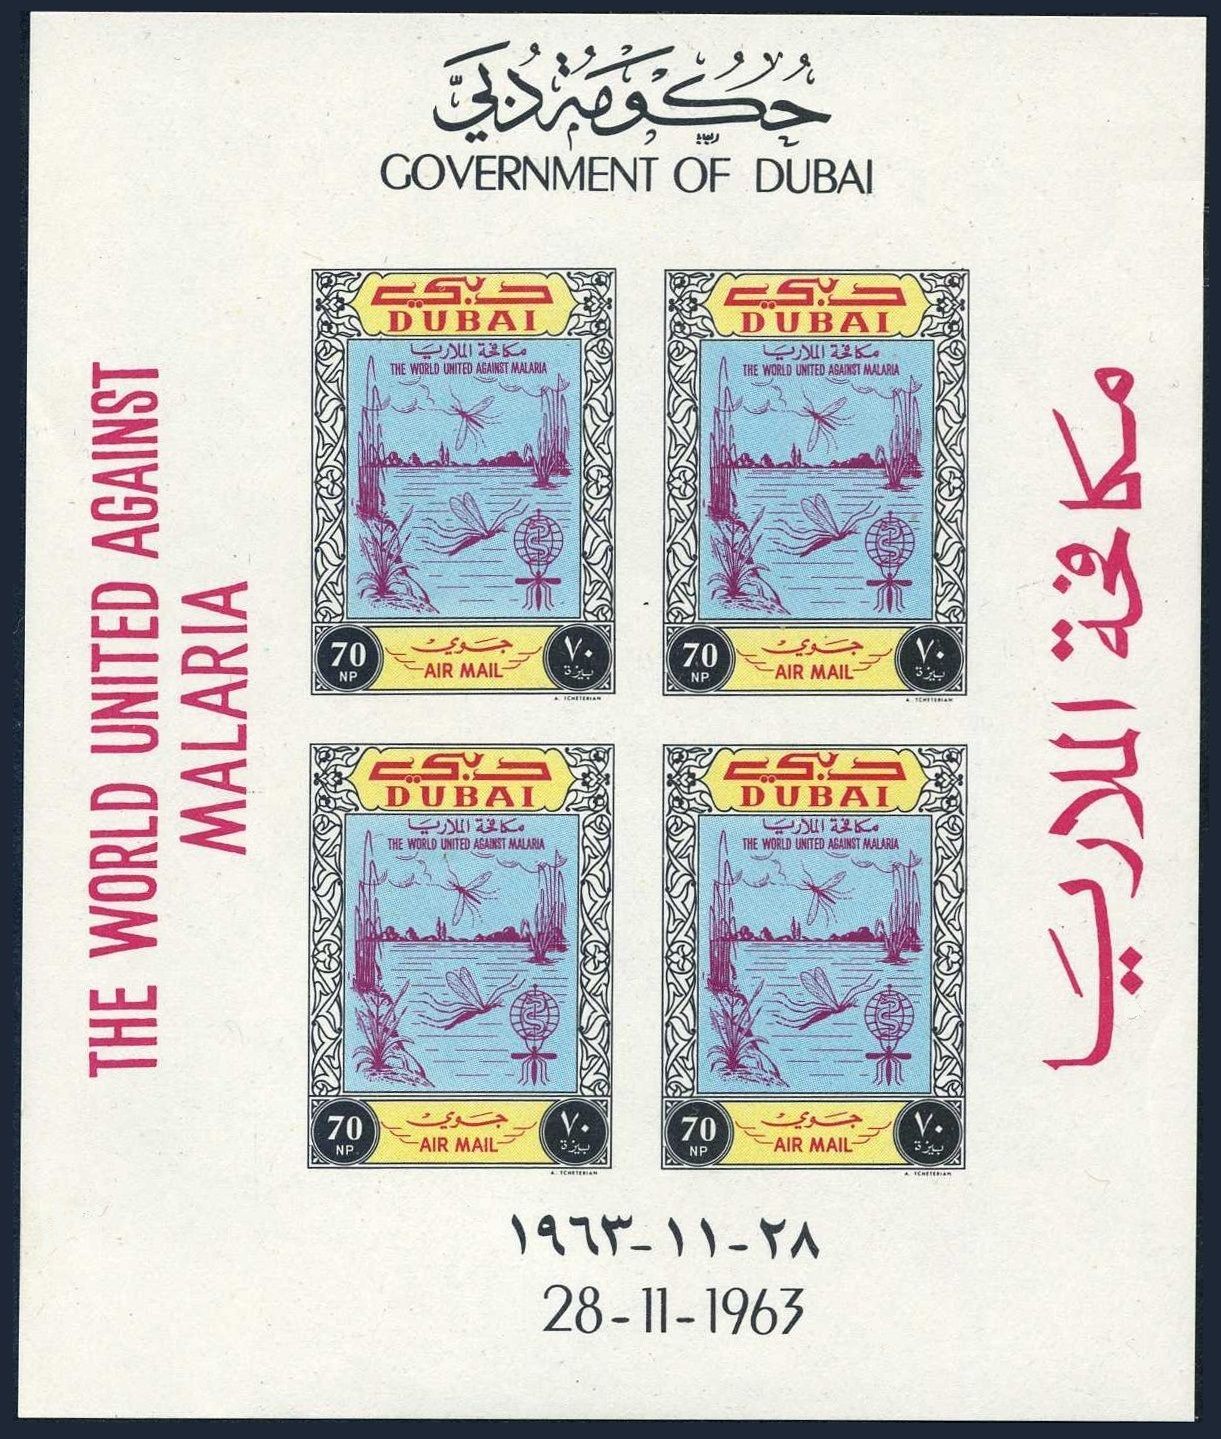 حكومة دبي
GOVERNMENT OF DUBAI
THE WORLD UNITED AGAINST
MALARIA
مكافحة الملاريا
دبي
DUBAI
مكافحة الملاريا
THE WORLD UNITED AGAINST MALARIA
70
NP
جوي
AIR MAIL
٧٠
بيزة
A. TCHETERIAN
دبي
DUBAI
مكافحة الملاريا
THE WORLD UNITED AGAINST MALARIA
70
NP
جوي
AIR MAIL
٧٠
بيزة
A. TCHETERIAN
دبي
DUBAI
مكافحة الملاريا
THE WORLD UNITED AGAINST MALARIA
70
NP
جوي
AIR MAIL
٧٠
بيزة
A. TCHETERIAN
دبي
DUBAI
مكافحة الملاريا
THE WORLD UNITED AGAINST MALARIA
70
NP
جوي
AIR MAIL
٧٠
بيزة
A. TCHETERIAN
٢٨-١١-١٩٦٣
28-11-1963